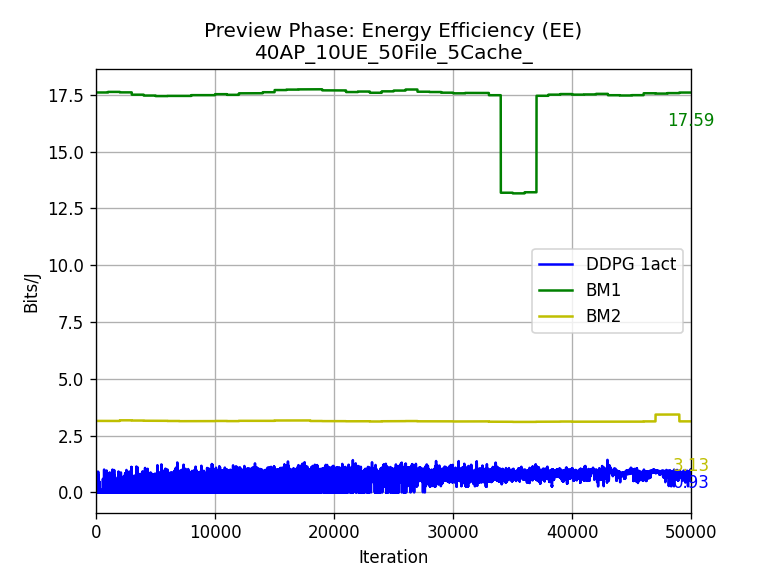 Preview Phase: Energy Efficiency (EE)
40AP_10UE_50File_5Cache_
Bits/J
17.5
15.0
12.5
10.0
7.5
5.0
2.5
0.0
17.59
DDPG 1act
BM1
BM2
3.13
0.93
0
10000
20000
30000
40000
50000
Iteration